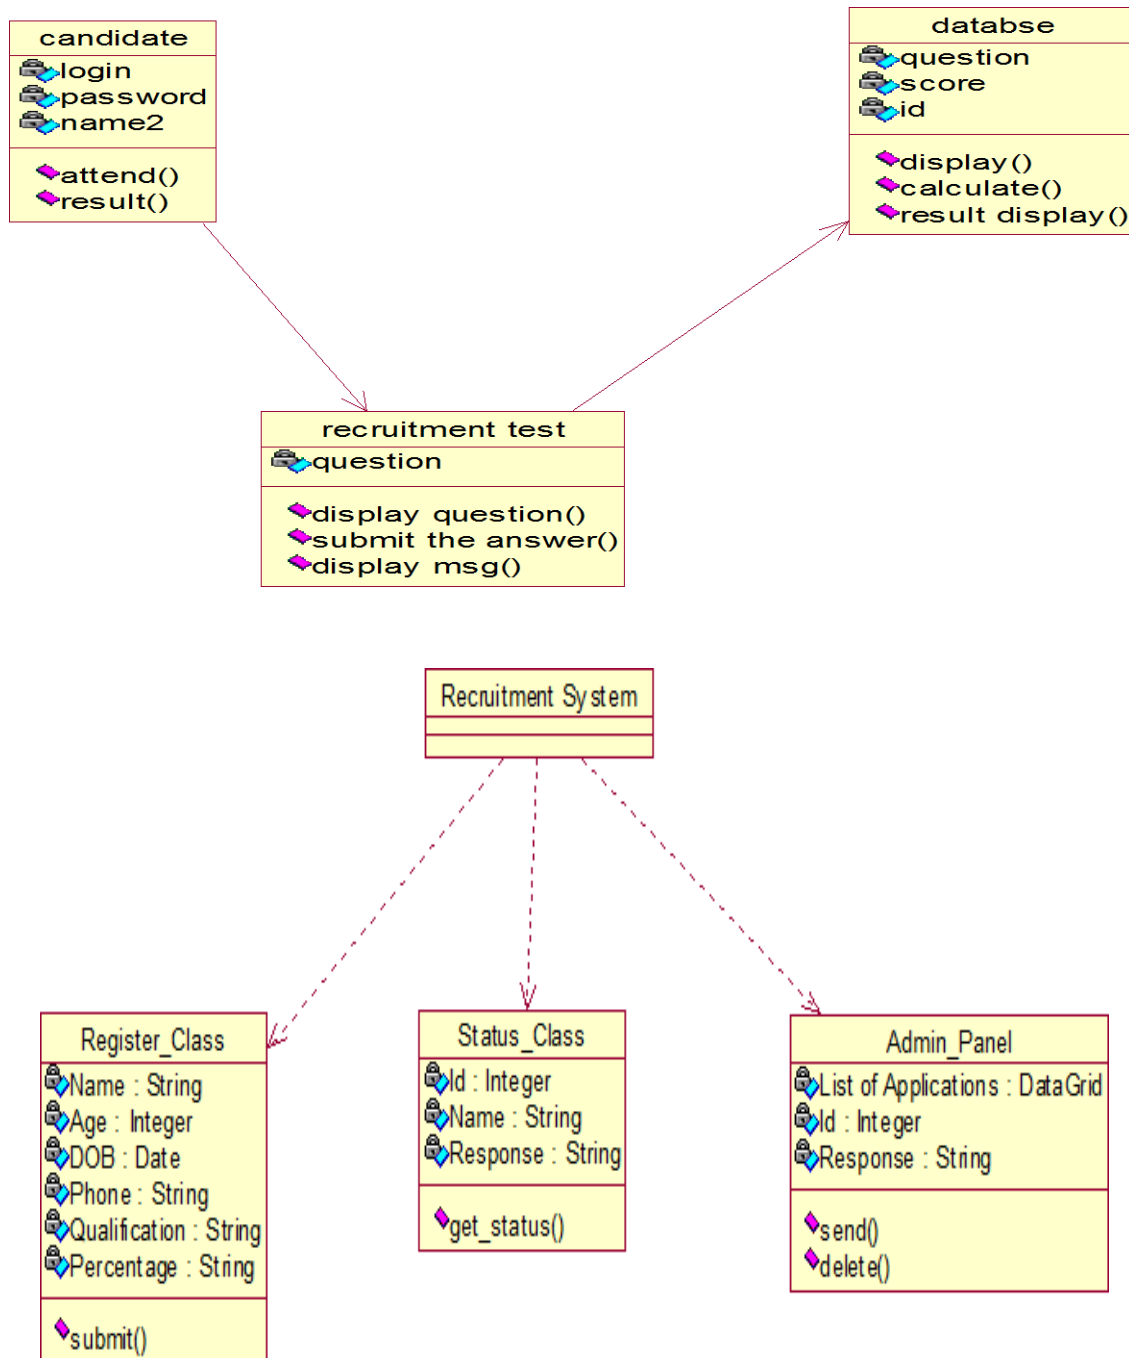 candidate
login
password
name2
attend()
result()
databse
question
score
id
display()
calculate()
result display()
recruitment test
question
display question()
submit the answer()
display msg()
Recruitment System
Register_Class
Name : String
Age : Integer
DOB : Date
Phone : String
Qualification : String
Percentage : String
submit()
Status_Class
Id : Integer
Name : String
Response : String
get_status()
Admin_Panel
List of Applications : DataGrid
Id : Integer
Response : String
send()
delete()